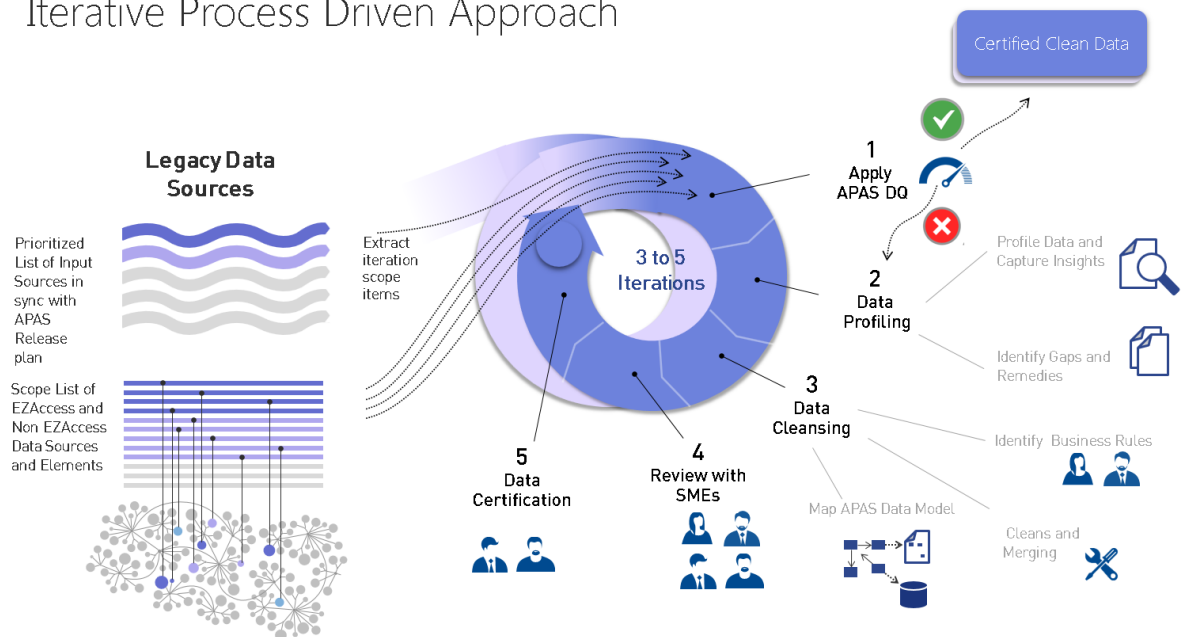 Iterative Process Driven Approach
Certified Clean Data
Legacy Data
Sources
Prioritized
List of Input
Sources in
sync with
APAS
Release
plan
Scope List of
EZAccess and
Non EZAccess
Data Sources
and Elements
Extract
iteration
scope
items
3 to 5
Iterations
1
Apply
APAS DQ
2
Data
Profiling
Profile Data and
Capture Insights
Identify Gaps and
Remedies
3
Data
Cleansing
Identify Business Rules
Cleans and
Merging
Map APAS Data Model
4
Review with
SMEs
5
Data
Certification